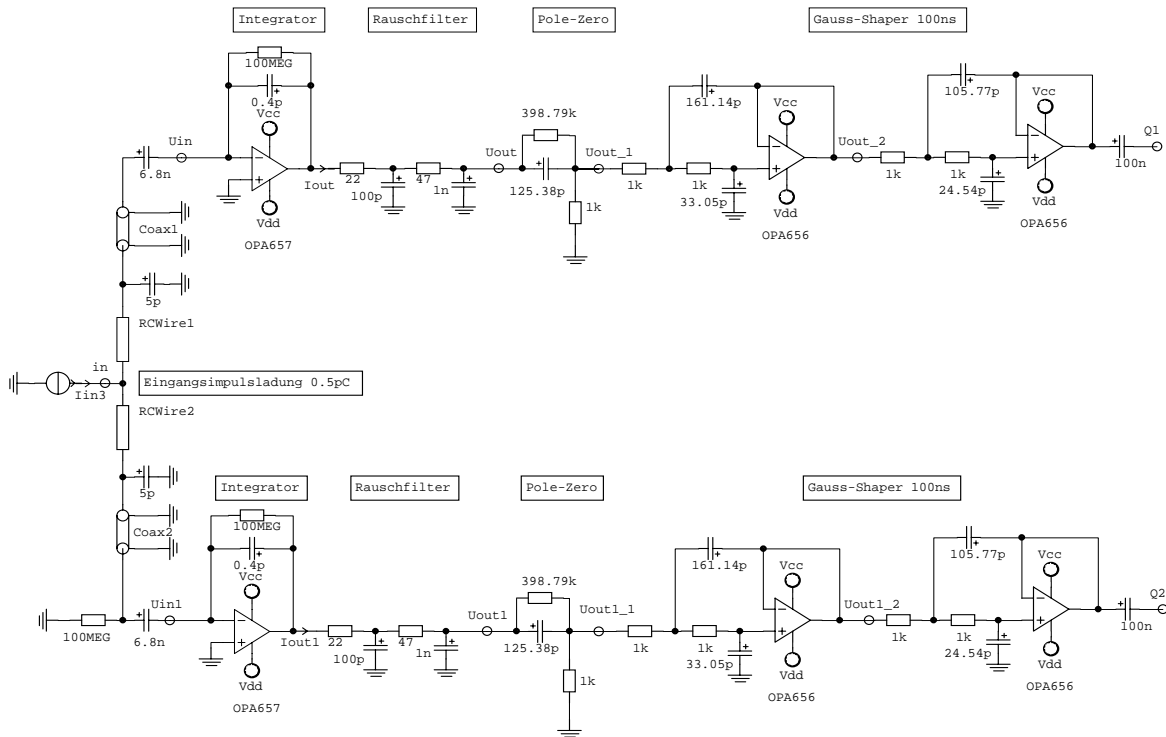 Integrator
Rauschfilter
Pole-Zero
Gauss-Shaper 100ns
100MEG
0.4p
Vcc
161.14p
105.77p
Vcc
Vcc
398.79k
Uin
Uout
Uout_1
Uout_2
Q1
6.8n
Iout
22
47
125.38p
1k
1k
1k
1k
100n
100p
1n
33.05p
24.54p
1k
Vdd
Vdd
Vdd
OPA657
OPA656
OPA656
Coax1
5p
RCWire1
in
Iin3
Eingangsimpulsladung 0.5pC
RCWire2
5p
Coax2
Integrator
Rauschfilter
Pole-Zero
Gauss-Shaper 100ns
100MEG
0.4p
Vcc
161.14p
105.77p
Vcc
Vcc
398.79k
Uin1
Uout1
Uout1_1
Uout1_2
Q2
100MEG
6.8n
Iout1
22
47
125.38p
1k
1k
1k
1k
100n
100p
1n
33.05p
24.54p
1k
Vdd
Vdd
Vdd
OPA657
OPA656
OPA656